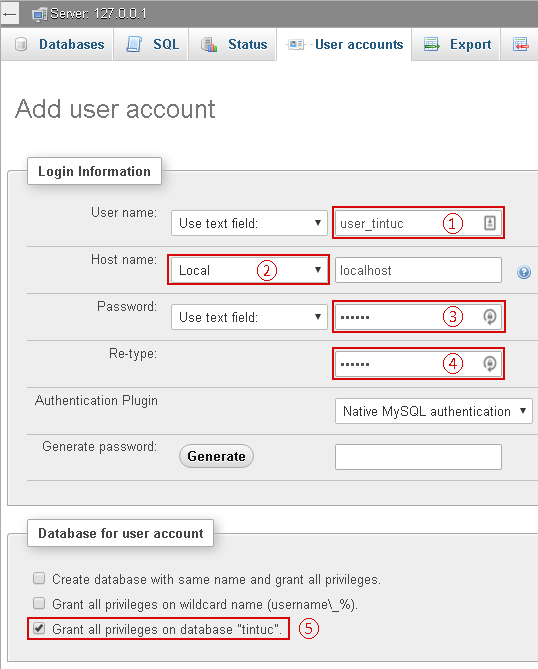 ← Server: 127.0.0.1
Databases SQL Status User accounts Export
Add user account
Login Information
User name: Use text field: user_tintuc 1
Host name: Local 2 localhost
Password: Use text field: •••••• 3
Re-type: •••••• 4
Authentication Plugin
Native MySQL authentication
Generate password: Generate
Database for user account
Create database with same name and grant all privileges.
Grant all privileges on wildcard name (username\_%).
Grant all privileges on database "tintuc". 5